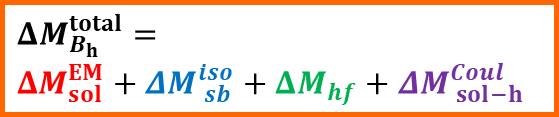 ΔM_{B_h}^{total} =
ΔM_{sol}^{EM} + ΔM_{sb}^{iso} + ΔM_{hf} + ΔM_{sol-h}^{Coul}